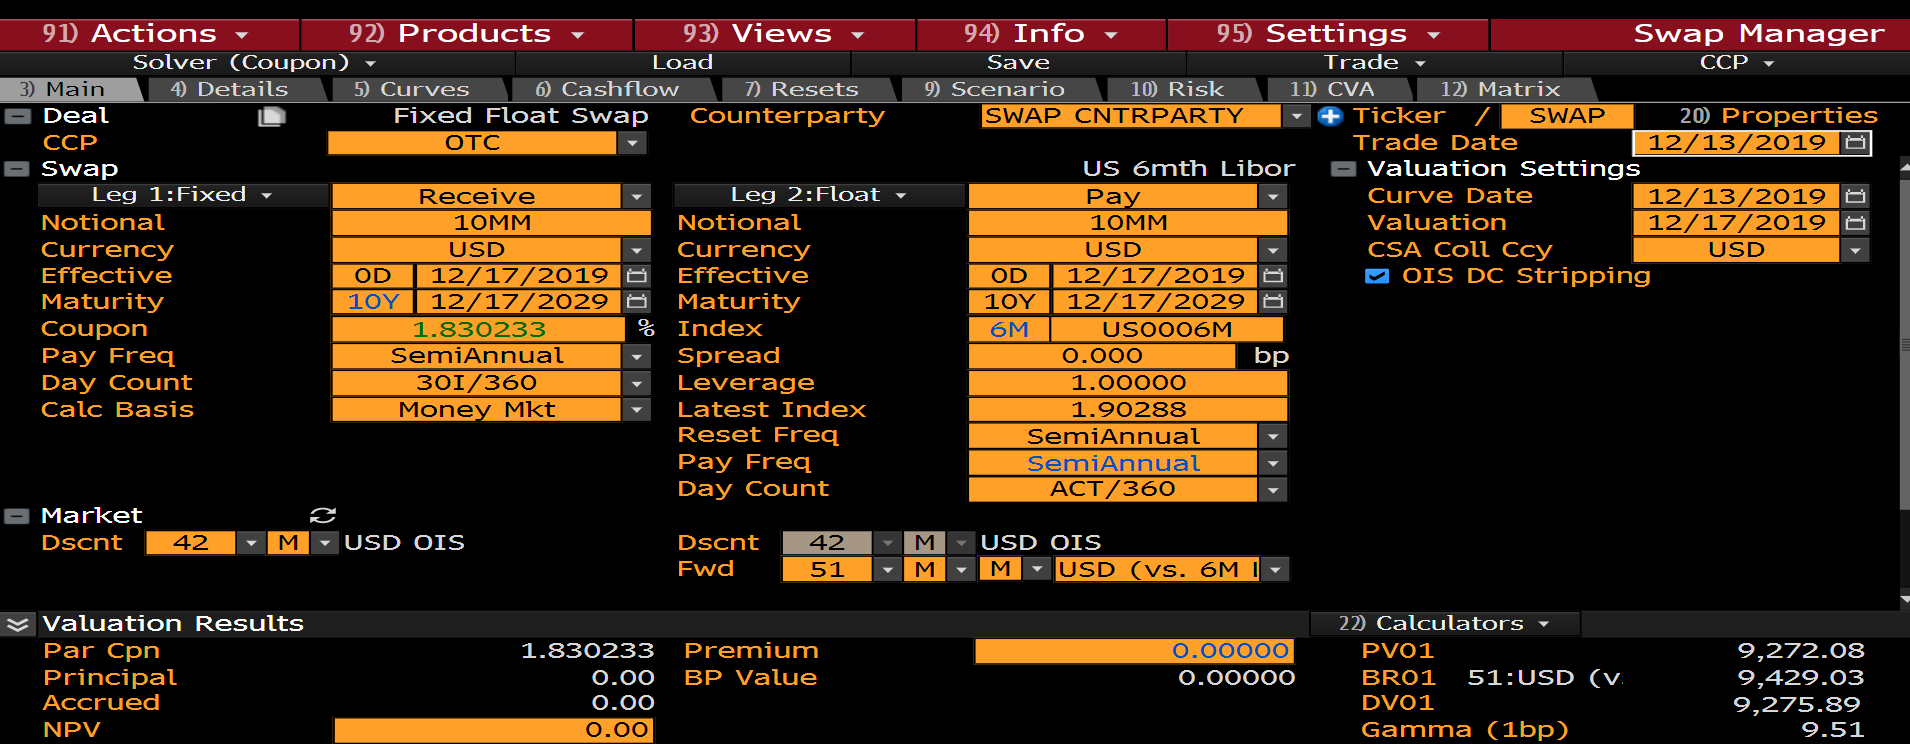 91) Actions 92) Products 93) Views 94) Info 95) Settings Swap Manager
Solver (Coupon) Load Save Trade CCP
3) Main 4) Details 5) Curves 6) Cashflow 7) Resets 9) Scenario 10) Risk 11) CVA 12) Matrix
Deal Fixed Float Swap Counterparty SWAP CNTRPARTY Ticker / SWAP 20) Properties
CCP OTC Trade Date 12/13/2019
Swap US 6mth Libor Valuation Settings
Leg 1:Fixed Receive Leg 2:Float Pay Curve Date 12/13/2019
Notional 10MM Notional 10MM Valuation 12/17/2019
Currency USD Currency USD CSA Coll Ccy USD
Effective 0D 12/17/2019 Effective 0D 12/17/2019 OIS DC Stripping
Maturity 10Y 12/17/2029 Maturity 10Y 12/17/2029
Coupon 1.830233 % Index 6M US0006M
Pay Freq SemiAnnual Spread 0.000 bp
Day Count 30I/360 Leverage 1.00000
Calc Basis Money Mkt Latest Index 1.90288
Reset Freq SemiAnnual
Pay Freq SemiAnnual
Day Count ACT/360
Market
Dscnt 42 M USD OIS Dscnt 42 M USD OIS
Fwd 51 M M USD (vs. 6M
Valuation Results 22) Calculators
Par Cpn 1.830233 Premium 0.00000 PV01 9,272.08
Principal 0.00 BP Value 0.00000 BR01 51:USD (v. 9,429.03
Accrued 0.00 DV01 9,275.89
NPV 0.00 Gamma (1bp) 9.51